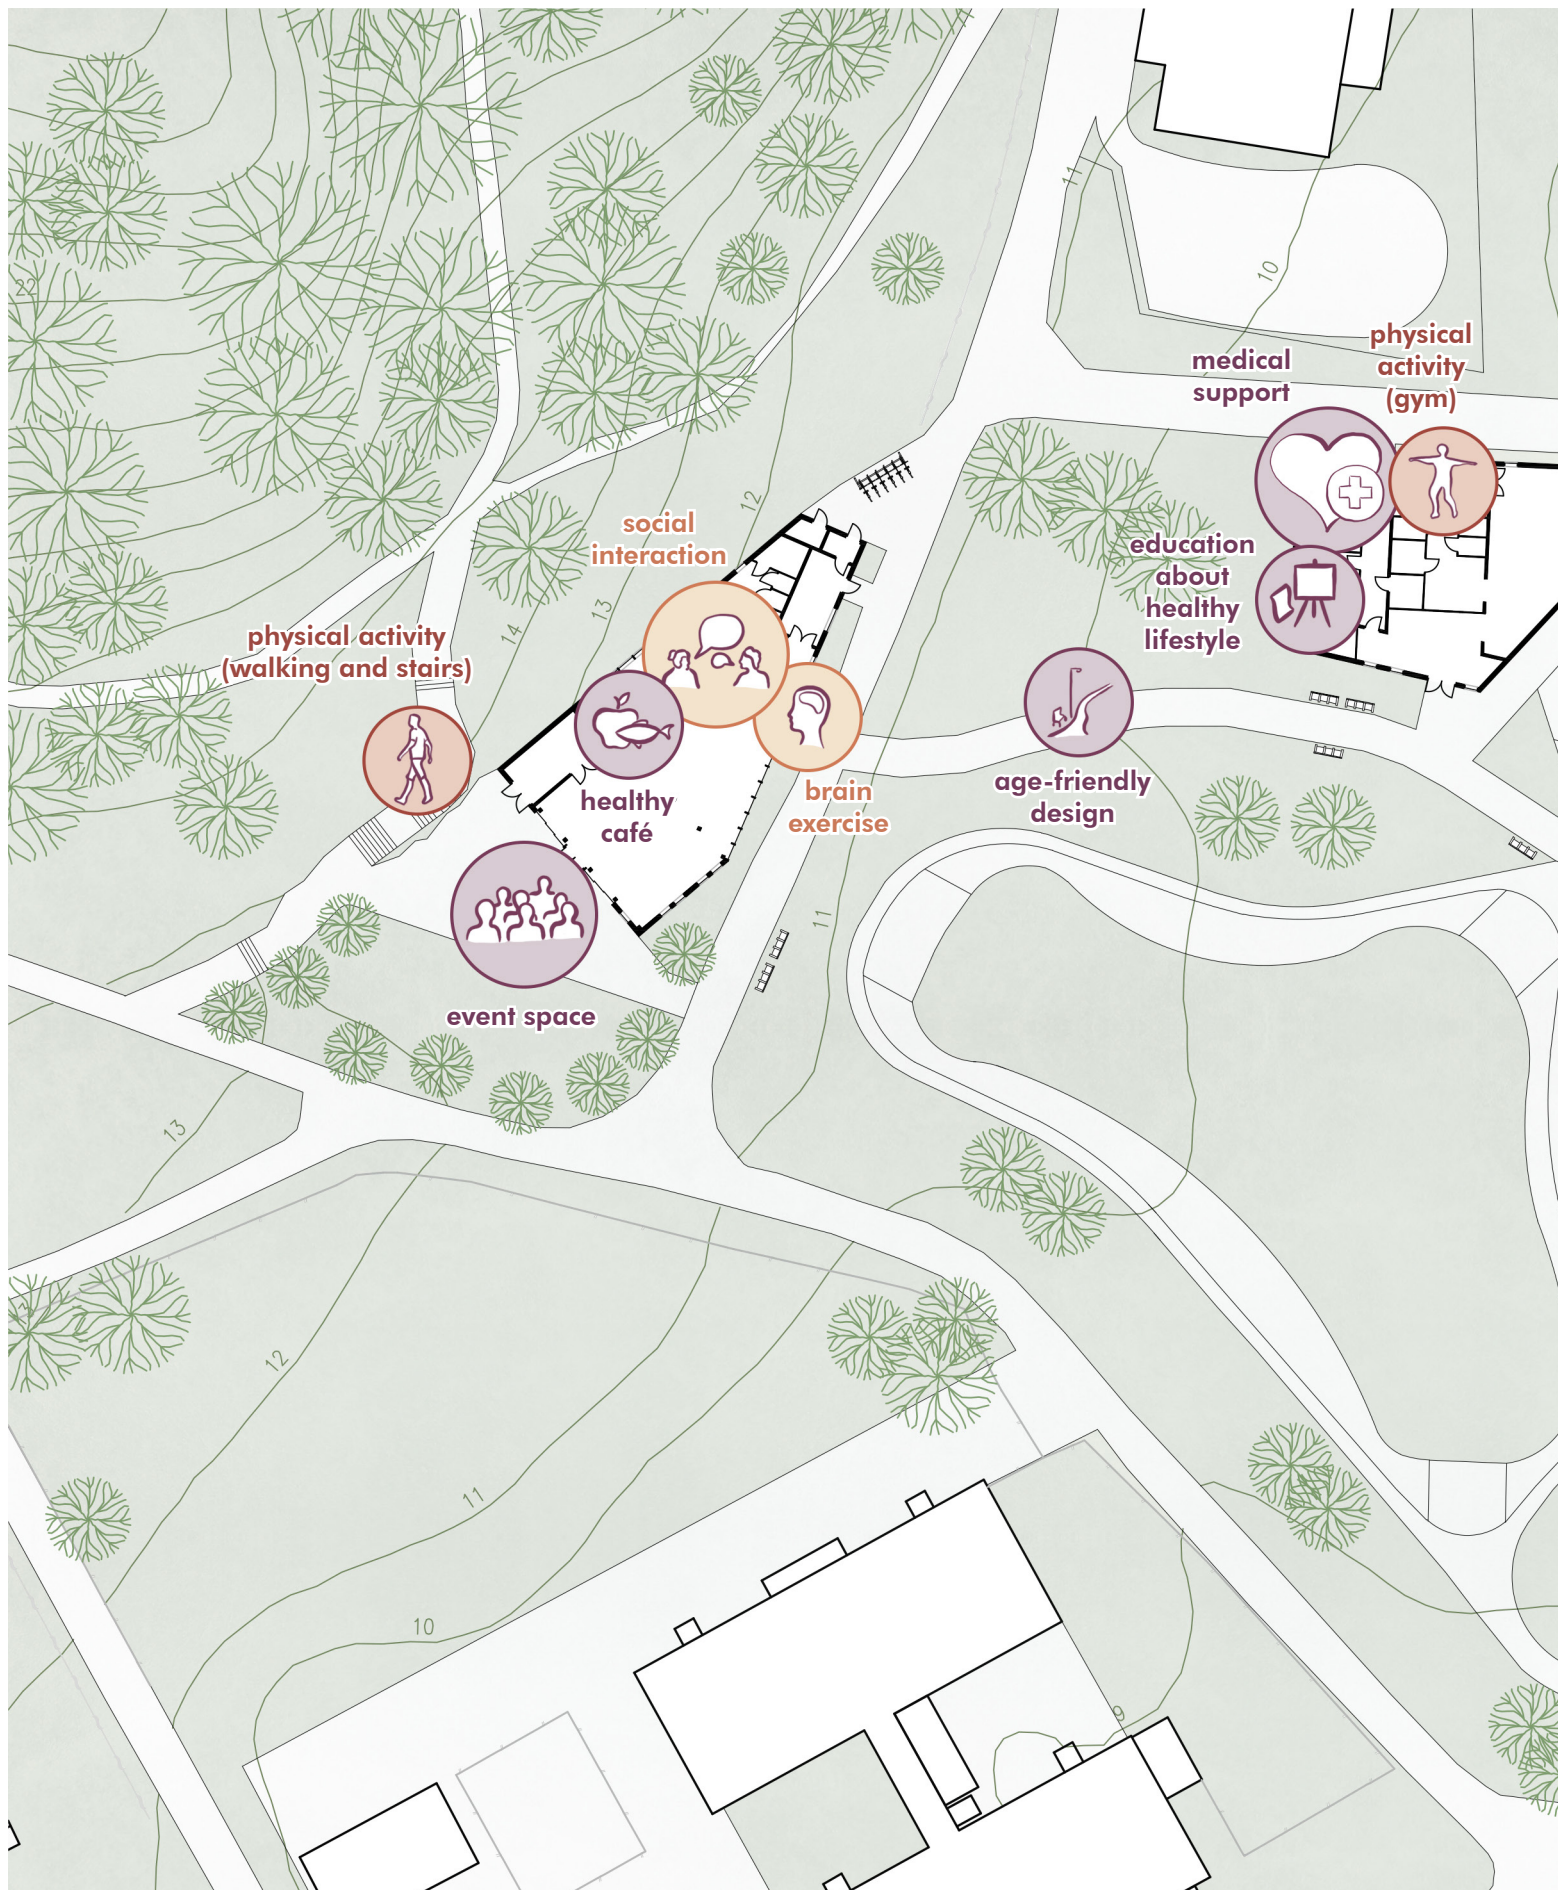 22
11
10
physical
activity
(gym)
medical
support
12
social
interaction
education
about
healthy
lifestyle
13
14
physical activity
(walking and stairs)
age-friendly
design
healthy
café
brain
exercise
11
event space
13
12
11
10
9